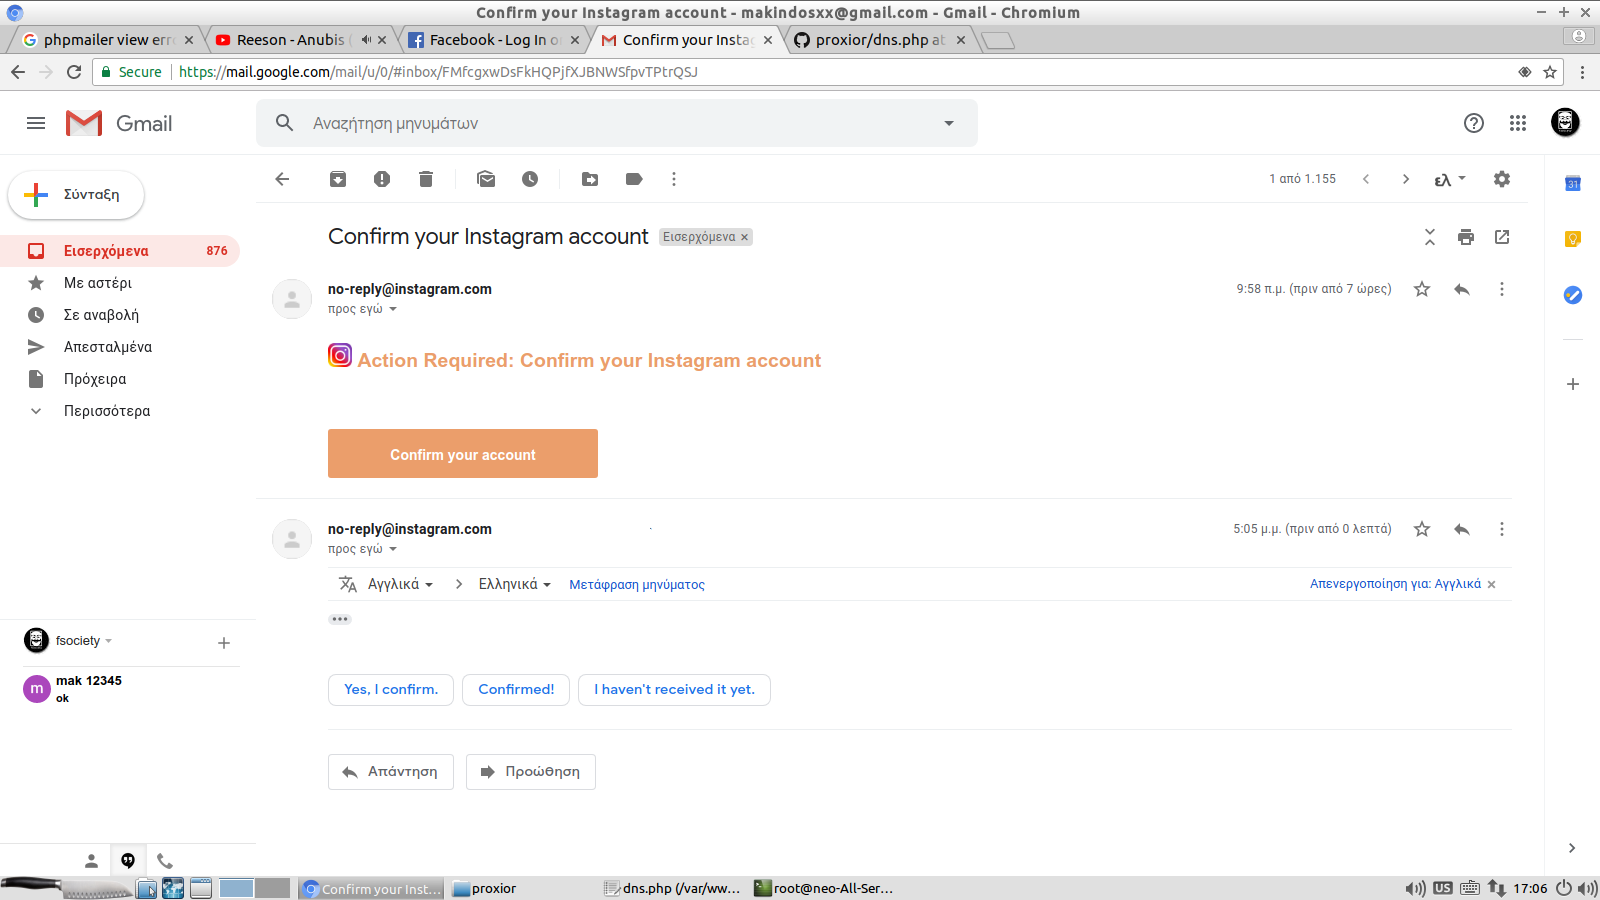 Confirm your Instagram account - makindosxx@gmail.com - Gmail - Chromium
phpmailer view erro
Reeson - Anubis (
Facebook - Log In o
Confirm your Insta
proxior/dns.php at
Secure
https://mail.google.com/mail/u/0/#inbox/FMfcgxwDsFkHQPjfXJBNWSfpvTPtrQSJ
Gmail
Αναζήτηση μηνυμάτων
Σύνταξη
1 από 1.155
ελ
31
Εισερχόμενα 876
Με αστέρι
Σε αναβολή
Απεσταλμένα
Πρόχειρα
Περισσότερα
Confirm your Instagram account
Εισερχόμενα ×
no-reply@instagram.com
9:58 π.μ. (πριν από 7 ώρες)
προς εγώ
Action Required: Confirm your Instagram account
Confirm your account
no-reply@instagram.com
5:05 μ.μ. (πριν από 0 λεπτά)
προς εγώ
Αγγλικά
Ελληνικά
Μετάφραση μηνύματος
Απενεργοποίηση για: Αγγλικά ×
Yes, I confirm.
Confirmed!
I haven't received it yet.
Απάντηση
Προώθηση
fsociety
m
mak 12345
ok
Confirm your Inst...
proxior
dns.php (/var/ww...
root@neo-All-Ser...
US
17:06